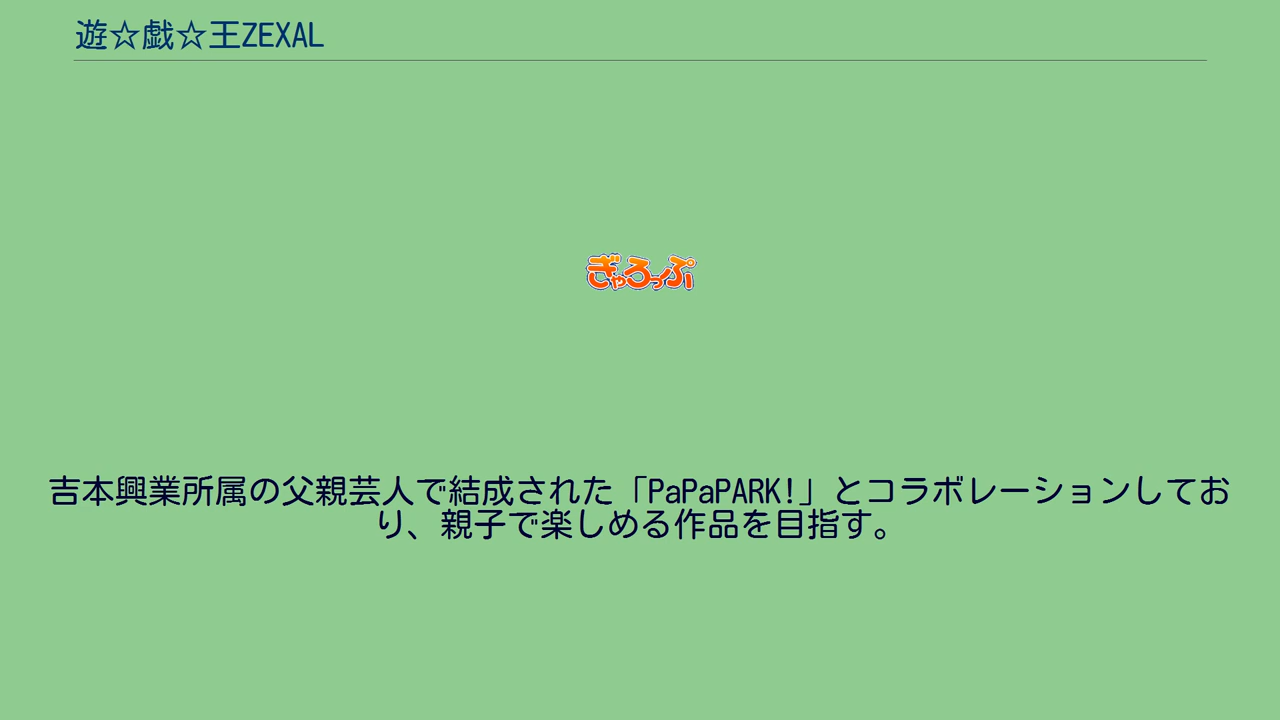 遊☆戯☆王ZEXAL
ぎゃろっぷ
吉本興業所属の父親芸人で結成された「PaPaPARK!」とコラボレーションしてお
り、親子で楽しめる作品を目指す。